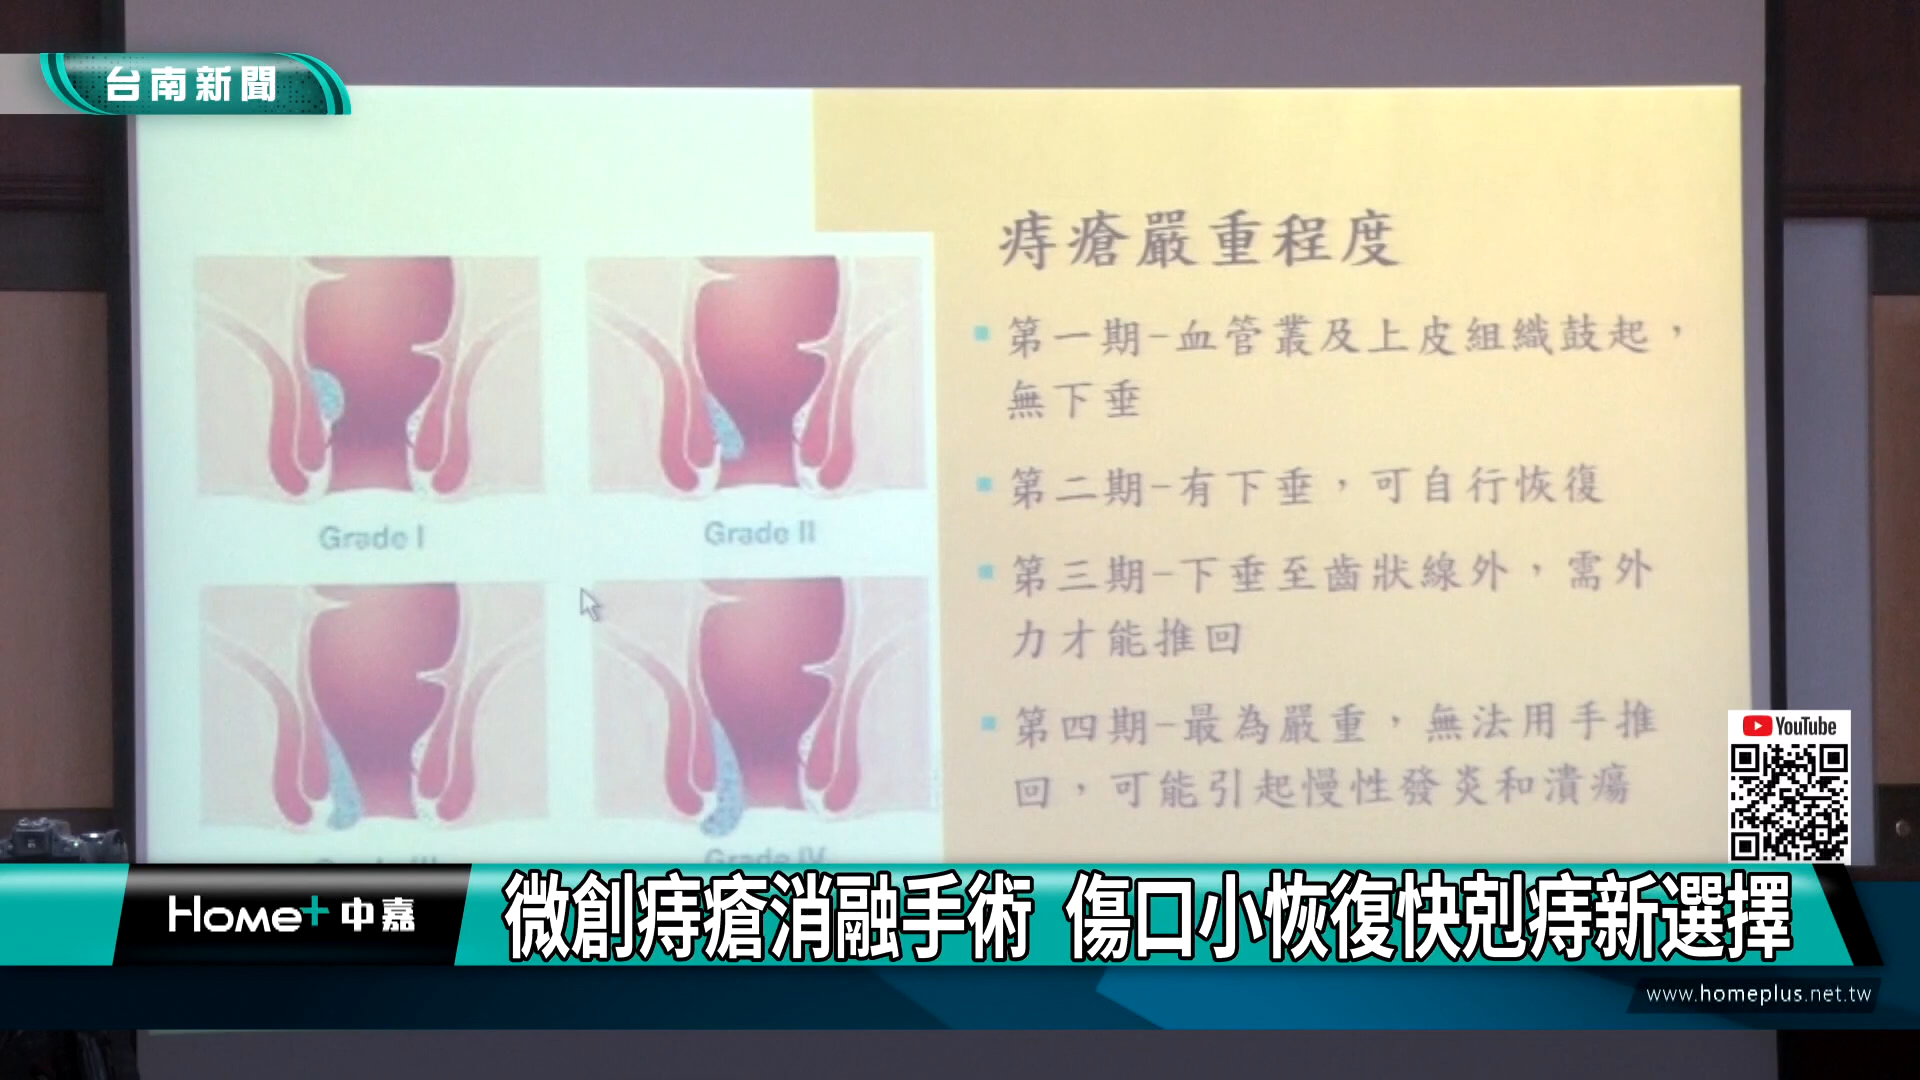 台南新聞
痔瘡嚴重程度
第一期-血管叢及上皮組織鼓起，
無下垂
第二期-有下垂，可自行恢復
第三期-下垂至齒狀線外，需外
力才能推回
第四期-最為嚴重，無法用手推
回，可能引起慢性發炎和潰瘍
Grade I
Grade II
Grade III
Grade IV
YouTube
Home+中嘉
微創痔瘡消融手術 傷口小恢復快剋痔新選擇
www.homeplus.net.tw